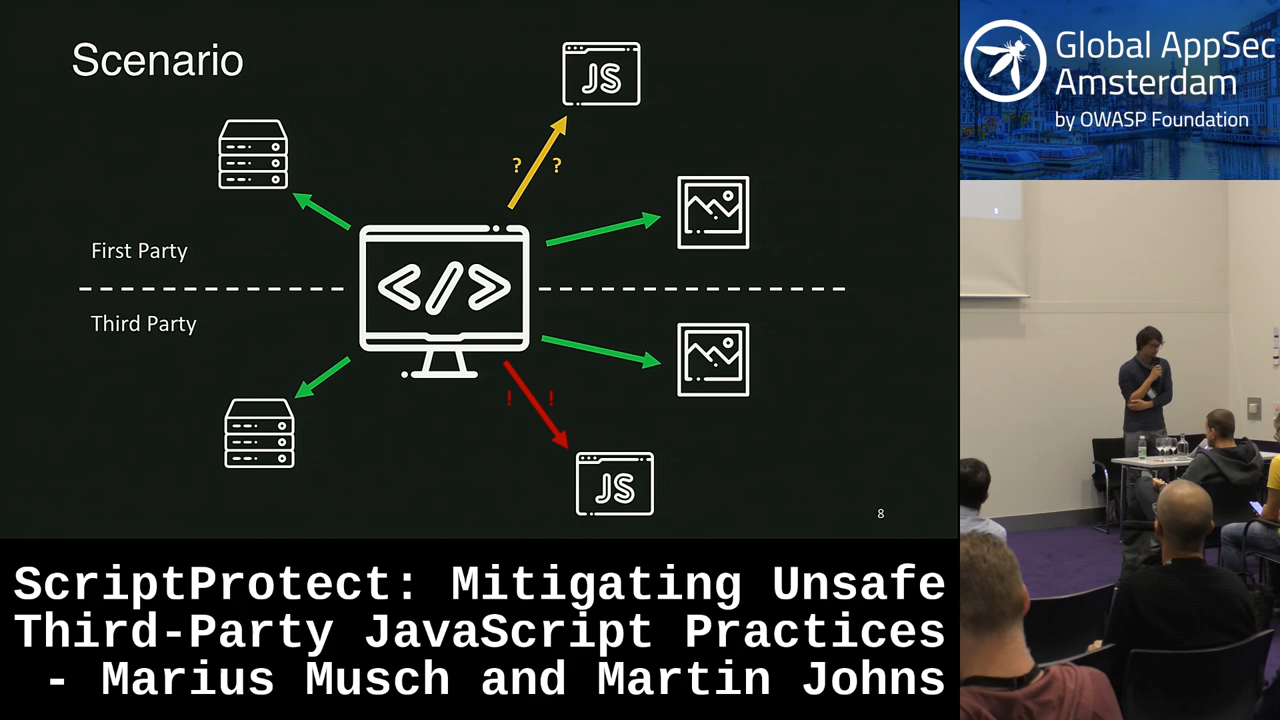 Scenario
JS
? ?
First Party
</>
Third Party
! !
JS
8
Global AppSec
Amsterdam
by OWASP Foundation
ScriptProtect: Mitigating Unsafe
Third-Party JavaScript Practices
- Marius Musch and Martin Johns